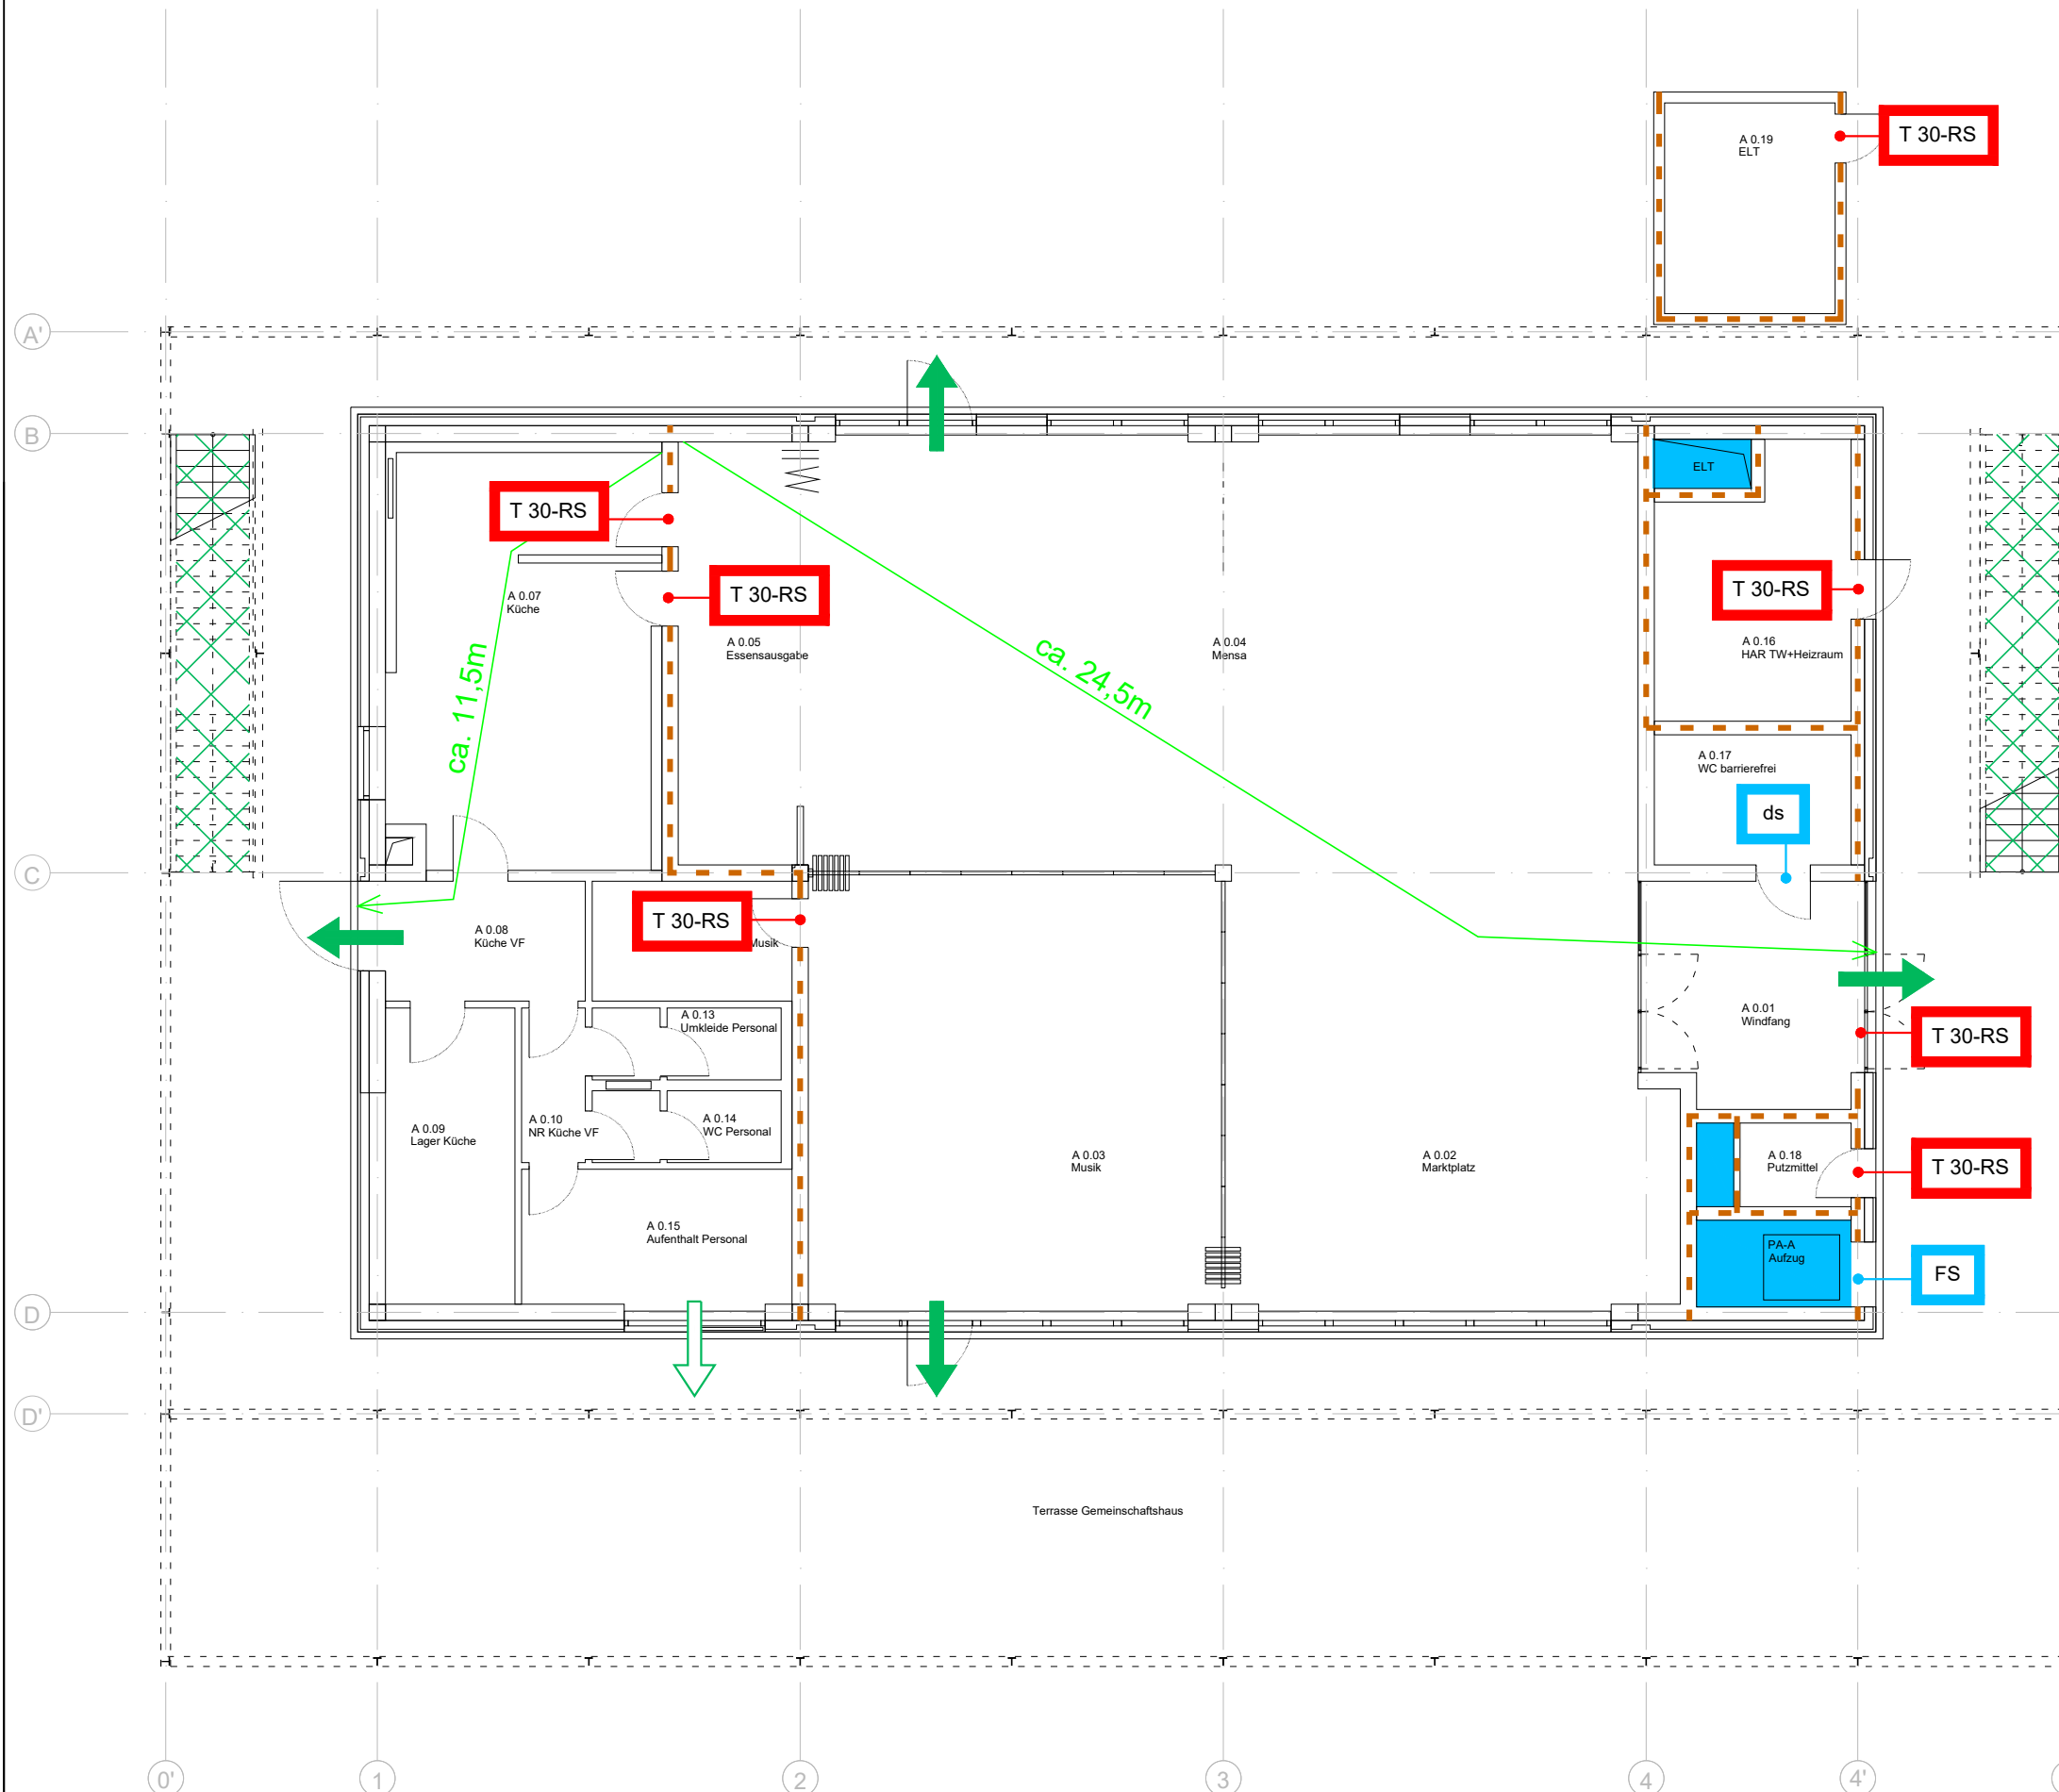 A 0.19
ELT
T 30-RS
A'
B
ELT
T 30-RS
T 30-RS
T 30-RS
A 0.07
Küche
A 0.05
Essensausgabe
A 0.04
Mensa
A 0.16
HAR TW+Heizraum
ca. 11,5m
ca. 24,5m
A 0.17
WC barrierefrei
ds
C
T 30-RS
Musik
A 0.08
Küche VF
A 0.01
Windfang
T 30-RS
A 0.13
Umkleide Personal
A 0.09
Lager Küche
A 0.10
NR Küche VF
A 0.14
WC Personal
A 0.03
Musik
A 0.02
Marktplatz
A 0.18
Putzmittel
T 30-RS
A 0.15
Aufenthalt Personal
PA-A
Aufzug
FS
D
D'
Terrasse Gemeinschaftshaus
0'
1
2
3
4
4'